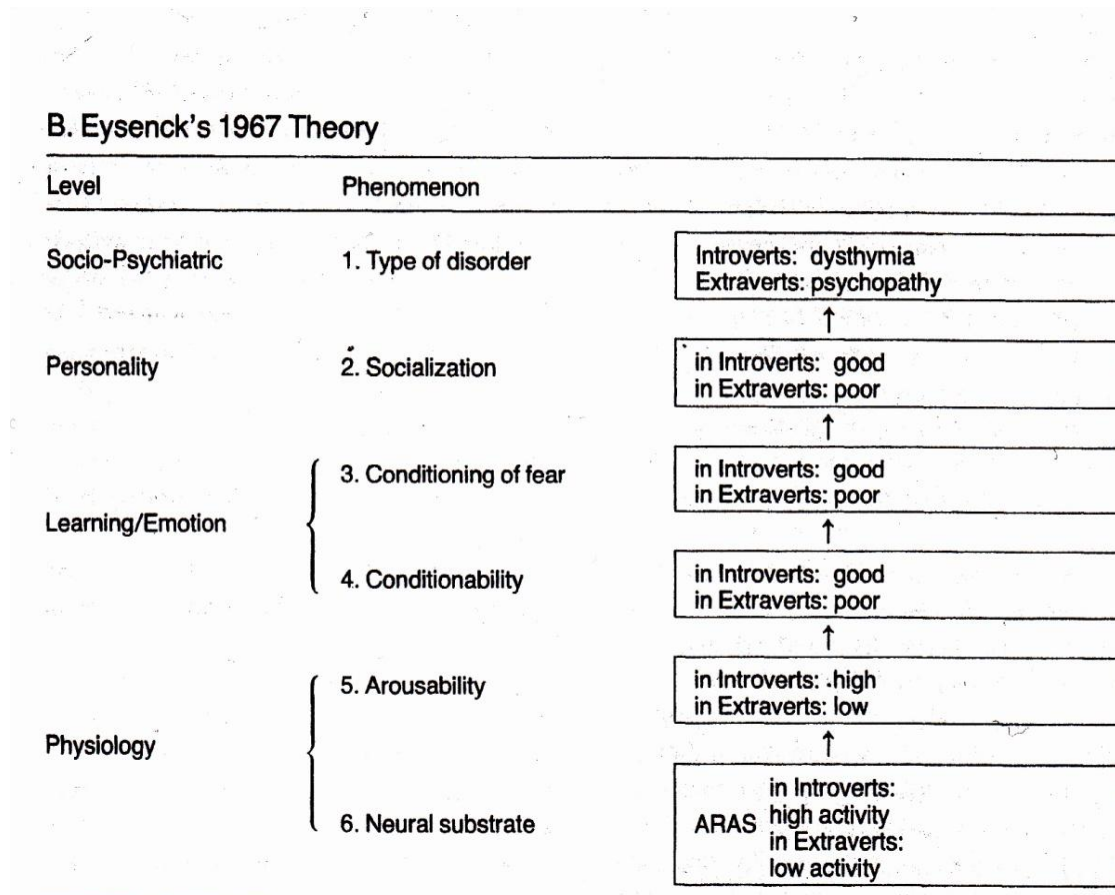 B. Eysenck's 1967 Theory
Level Phenomenon
Socio-Psychiatric 1. Type of disorder Introverts: dysthymia
Extraverts: psychopathy
↑
Personality 2. Socialization in Introverts: good
in Extraverts: poor
↑
3. Conditioning of fear in Introverts: good
in Extraverts: poor
Learning/Emotion
↑
4. Conditionability in Introverts: good
in Extraverts: poor
↑
5. Arousability in Introverts: high
in Extraverts: low
Physiology
↑
6. Neural substrate ARAS in Introverts:
high activity
in Extraverts:
low activity